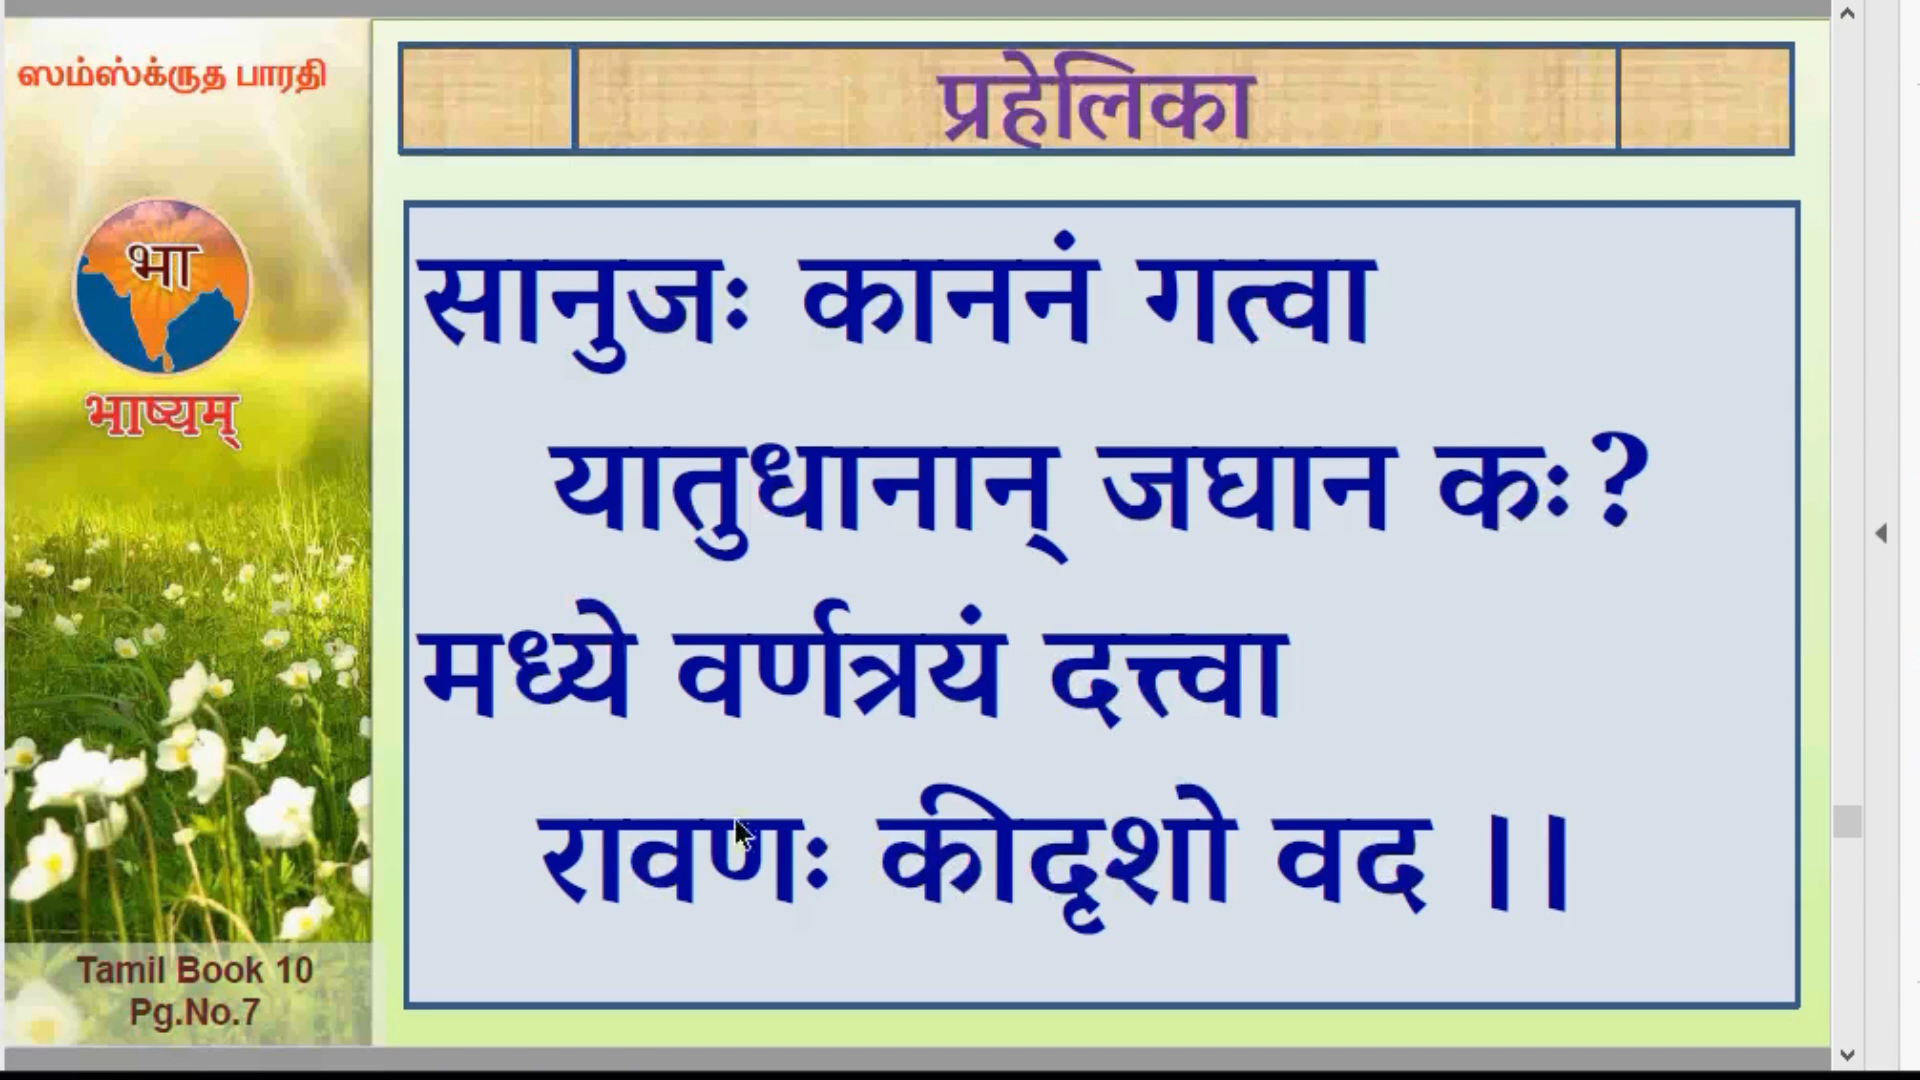 ஸம்ஸ்க்ருத பாரதி
भा
भाष्यम्
Tamil Book 10
Pg.No.7
प्रहेलिका
सानुजः काननं गत्वा
यातुधानान् जघान कः?
मध्ये वर्णत्रयं दत्त्वा
रावणः कीदृशो वद ।।